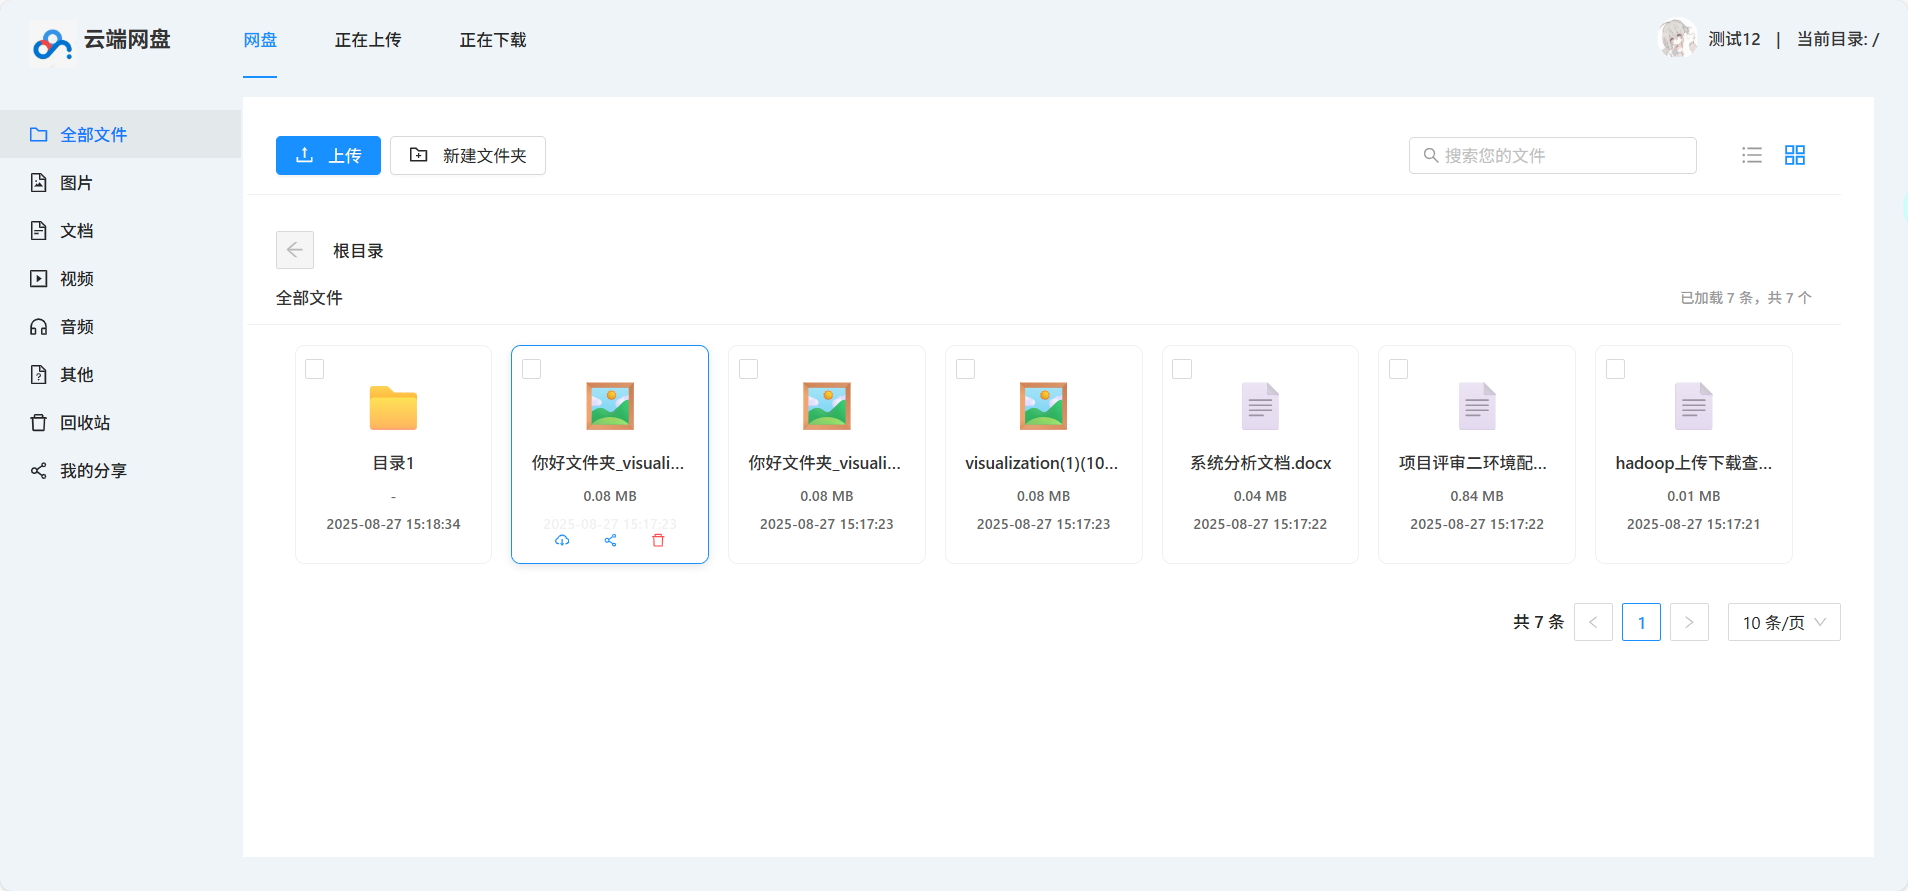 云端网盘
网盘 正在上传 正在下载
测试12 | 当前目录: /
全部文件
图片
文档
视频
音频
其他
回收站
我的分享
上传 新建文件夹
搜索您的文件
根目录
全部文件
已加载 7 条，共 7 个
目录1
-
2025-08-27 15:18:34
你好文件夹_visuali...
0.08 MB
2025-08-27 15:17:23
你好文件夹_visuali...
0.08 MB
2025-08-27 15:17:23
visualization(1)(10...
0.08 MB
2025-08-27 15:17:23
系统分析文档.docx
0.04 MB
2025-08-27 15:17:22
项目评审二环境配...
0.84 MB
2025-08-27 15:17:22
hadoop上传下载查...
0.01 MB
2025-08-27 15:17:21
共 7 条 < 1 > 10 条/页